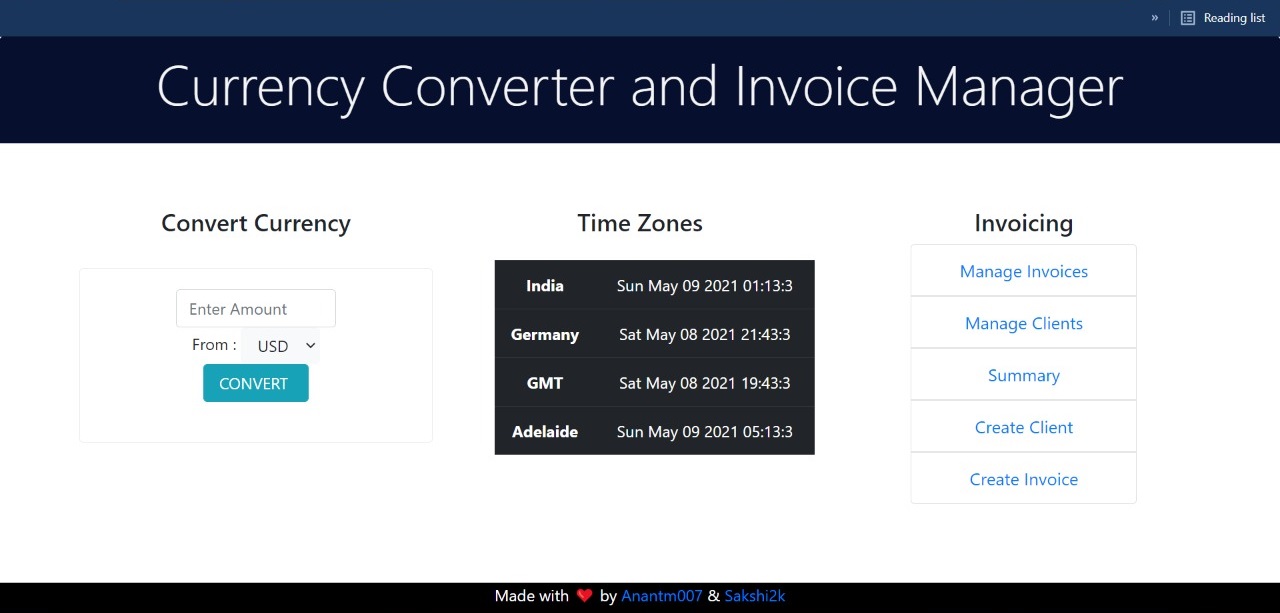 »
Reading list
Currency Converter and Invoice Manager
Convert Currency
Enter Amount
From :
USD
CONVERT
Time Zones
India Sun May 09 2021 01:13:3
Germany Sat May 08 2021 21:43:3
GMT Sat May 08 2021 19:43:3
Adelaide Sun May 09 2021 05:13:3
Invoicing
Manage Invoices
Manage Clients
Summary
Create Client
Create Invoice
Made with ❤️ by Anantm007 & Sakshi2k